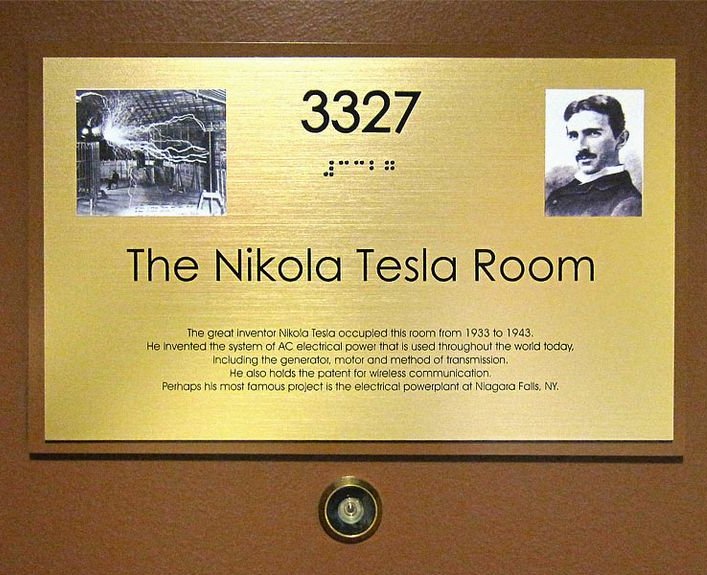 3327
⠼⠉⠉⠃⠛
The Nikola Tesla Room
The great inventor Nikola Tesla occupied this room from 1933 to 1943.
He invented the system of AC electrical power that is used throughout the world today,
including the generator, motor and method of transmission.
He also holds the patent for wireless communication.
Perhaps his most famous project is the electrical powerplant at Niagara Falls, NY.